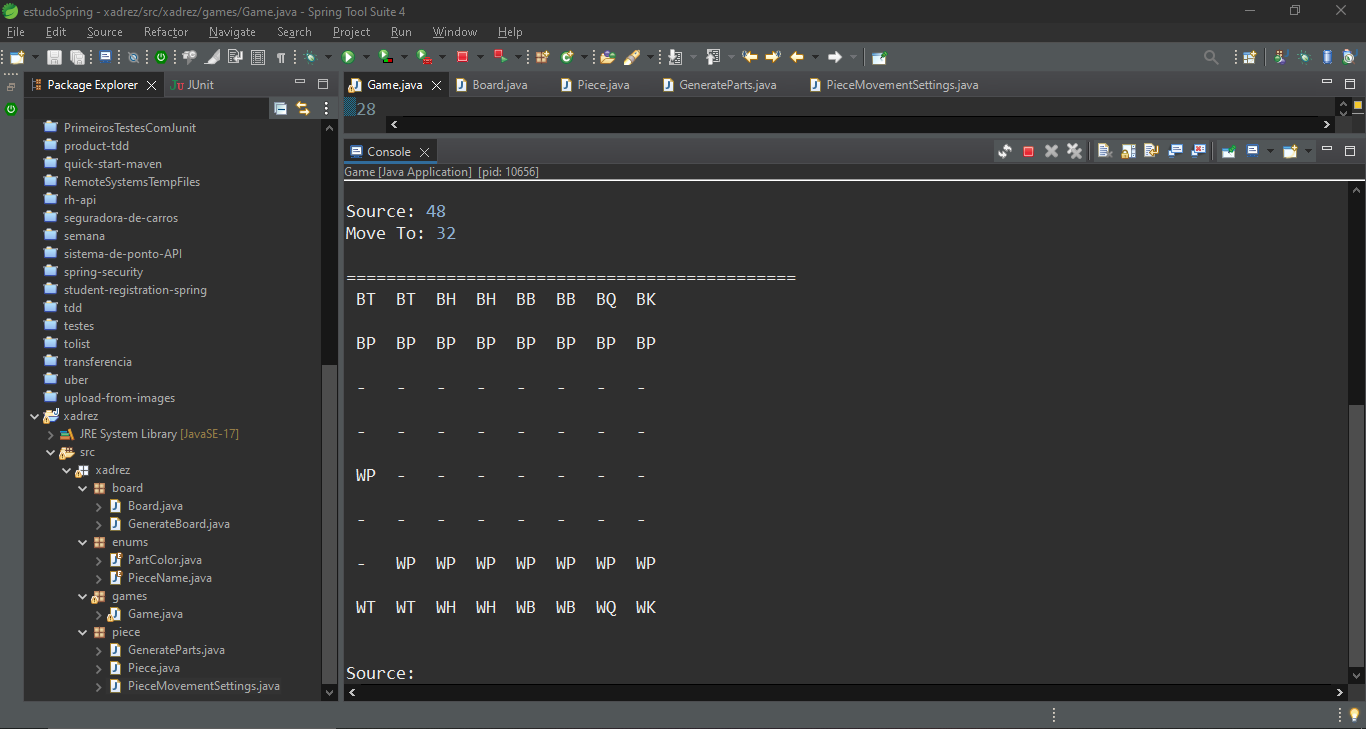 estudoSpring - xadrez/src/xadrez/games/Game.java - Spring Tool Suite 4
File Edit Source Refactor Navigate Search Project Run Window Help
Package Explorer
JUnit
PrimeirosTestesComJunit
product-tdd
quick-start-maven
RemoteSystemsTempFiles
rh-api
seguradora-de-carros
semana
sistema-de-ponto-API
spring-security
student-registration-spring
tdd
testes
tolist
transferencia
uber
upload-from-images
xadrez
JRE System Library [JavaSE-17]
src
xadrez
board
Board.java
GenerateBoard.java
enums
PartColor.java
PieceName.java
games
Game.java
piece
GenerateParts.java
Piece.java
PieceMovementSettings.java
Game.java Board.java Piece.java GenerateParts.java PieceMovementSettings.java
28
Console
Game [Java Application] [pid: 10656]
Source: 48
Move To: 32
=============================================
BT BT BH BH BB BB BQ BK
BP BP BP BP BP BP BP BP
- - - - - - - -
- - - - - - - -
WP - - - - - - -
- - - - - - - -
- WP WP WP WP WP WP WP
WT WT WH WH WB WB WQ WK
Source: